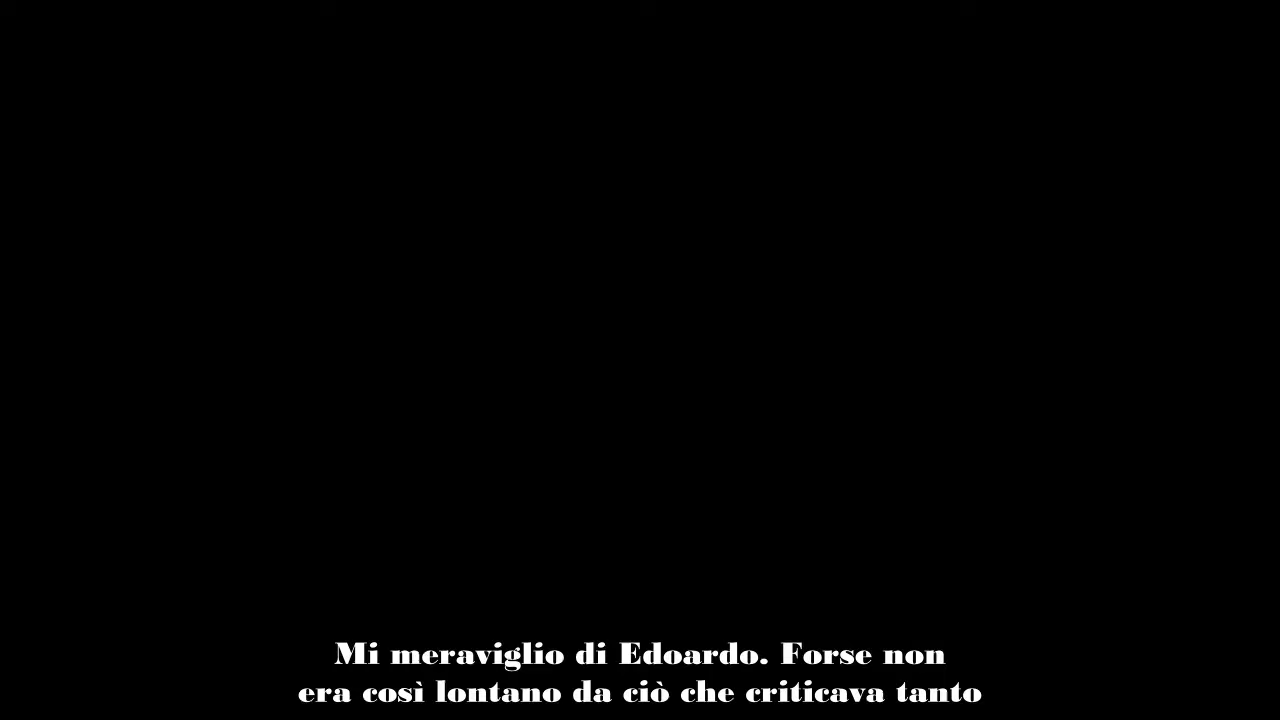 Mi meraviglio di Edoardo. Forse non
era così lontano da ciò che criticava tanto